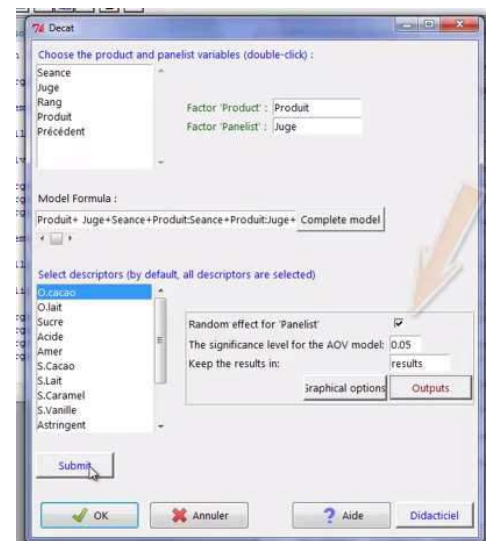 Decat
Choose the product and panelist variables (double-click) :
Seance
Juge
Rang
Produit
Précédent
Factor 'Product' : Produit
Factor 'Panelist' : Juge
Model Formula :
Produit+ Juge+Seance+Produit:Seance+Produit:Juge+ Complete model
Select descriptors (by default, all descriptors are selected)
O.cacao
O.lait
Sucre
Acide
Amer
S.Cacao
S.Lait
S.Caramel
S.Vanille
Astringent
Random effect for 'Panelist'
The significance level for the AOV model: 0.05
Keep the results in: results
Graphical options Outputs
Submit
OK Annuler Aide Didacticiel